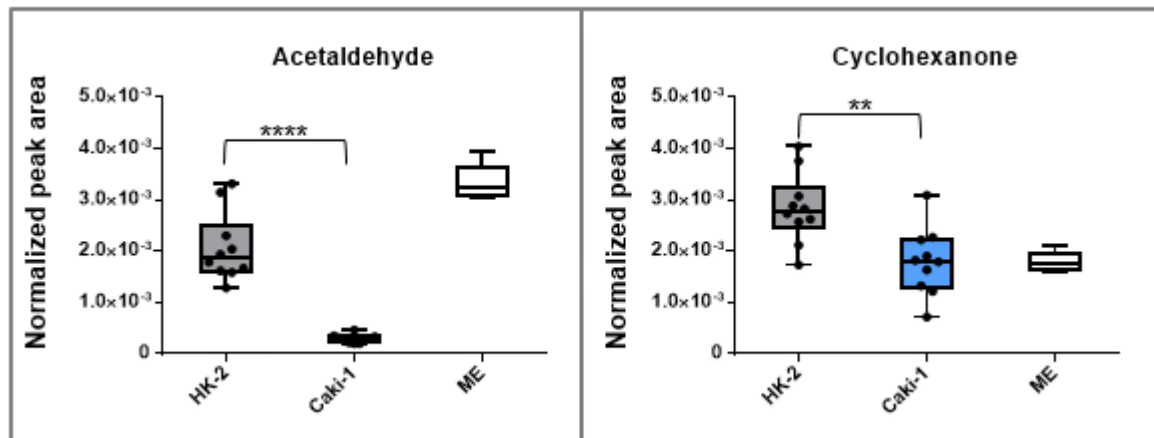 Acetaldehyde
Normalized peak area
5.0×10⁻³
4.0×10⁻³
3.0×10⁻³
2.0×10⁻³
1.0×10⁻³
0
****
HK-2
Caki-1
ME
Cyclohexanone
Normalized peak area
5.0×10⁻³
4.0×10⁻³
3.0×10⁻³
2.0×10⁻³
1.0×10⁻³
0
**
HK-2
Caki-1
ME